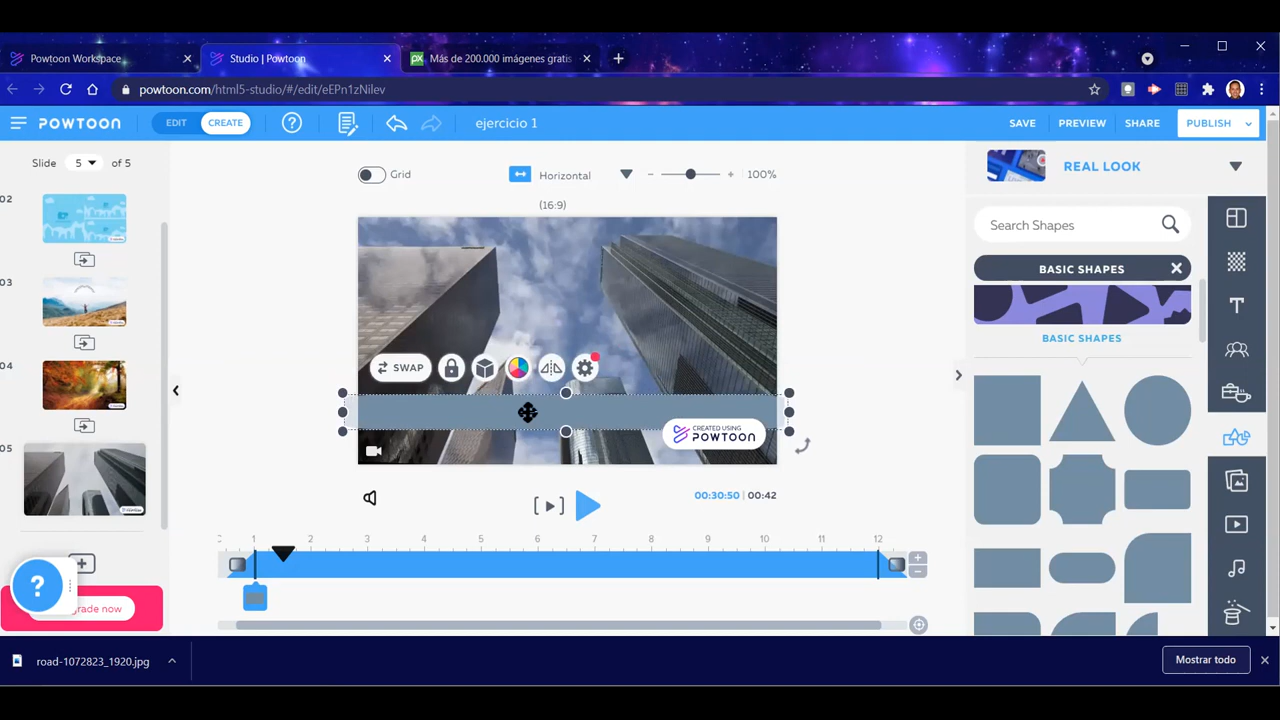 Powtoon Workspace
Studio | Powtoon
Más de 200.000 imágenes gratis
powtoon.com/html5-studio/#/edit/eEPn1zNilev
POWTOON
EDIT
CREATE
ejercicio 1
SAVE
PREVIEW
SHARE
PUBLISH
Slide 5 of 5
Grid
Horizontal
100%
(16:9)
REAL LOOK
Search Shapes
BASIC SHAPES
BASIC SHAPES
02
03
04
05
SWAP
CREATED USING
POWTOON
00:30:50 | 00:42
1 2 3 4 5 6 7 8 9 10 11 12
grade now
road-1072823_1920.jpg
Mostrar todo